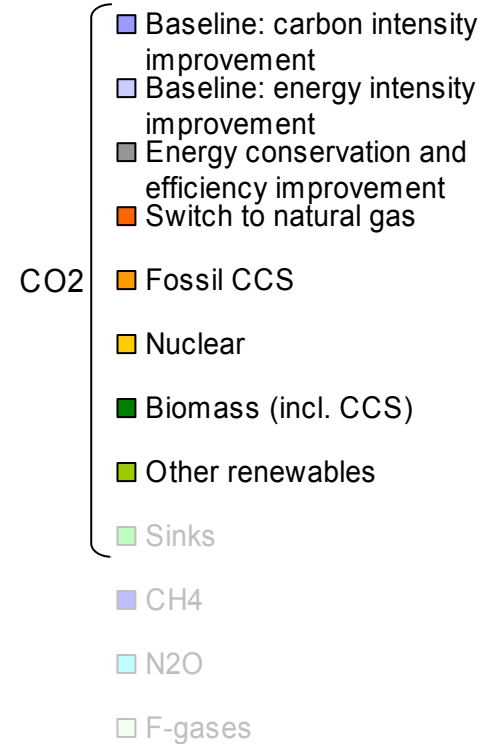 Baseline: carbon intensity
improvement
Baseline: energy intensity
improvement
Energy conservation and
efficiency improvement
Switch to natural gas
CO2
Fossil CCS
Nuclear
Biomass (incl. CCS)
Other renewables
Sinks
CH4
N2O
F-gases